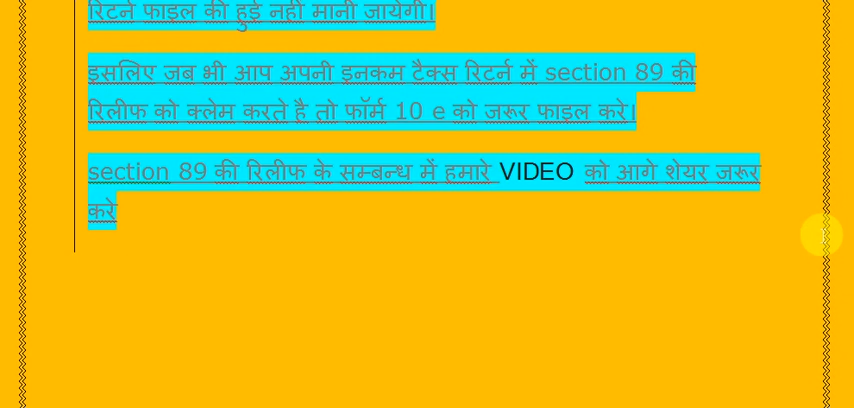 रिटर्न फाइल की हुई नही मानी जायेगी।
इसलिए जब भी आप अपनी इनकम टैक्स रिटर्न में section 89 की
रिलीफ को क्लेम करते है तो फॉर्म 10 e को जरूर फाइल करे।
section 89 की रिलीफ के सम्बन्ध में हमारे VIDEO को आगे शेयर जरूर
करे